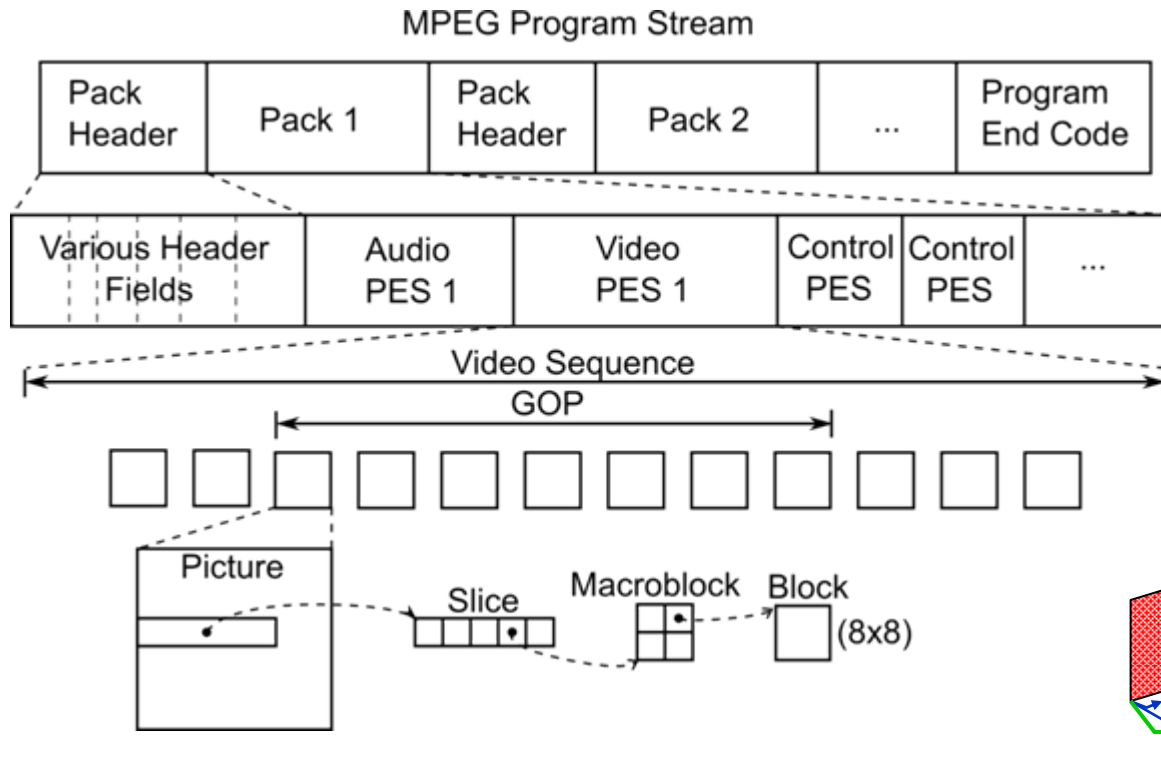 MPEG Program Stream
Pack
Header
Pack 1
Pack
Header
Pack 2
...
Program
End Code
Various Header
Fields
Audio
PES 1
Video
PES 1
Control
PES
Control
PES
...
Video Sequence
GOP
Picture
Slice
Macroblock
Block
(8x8)